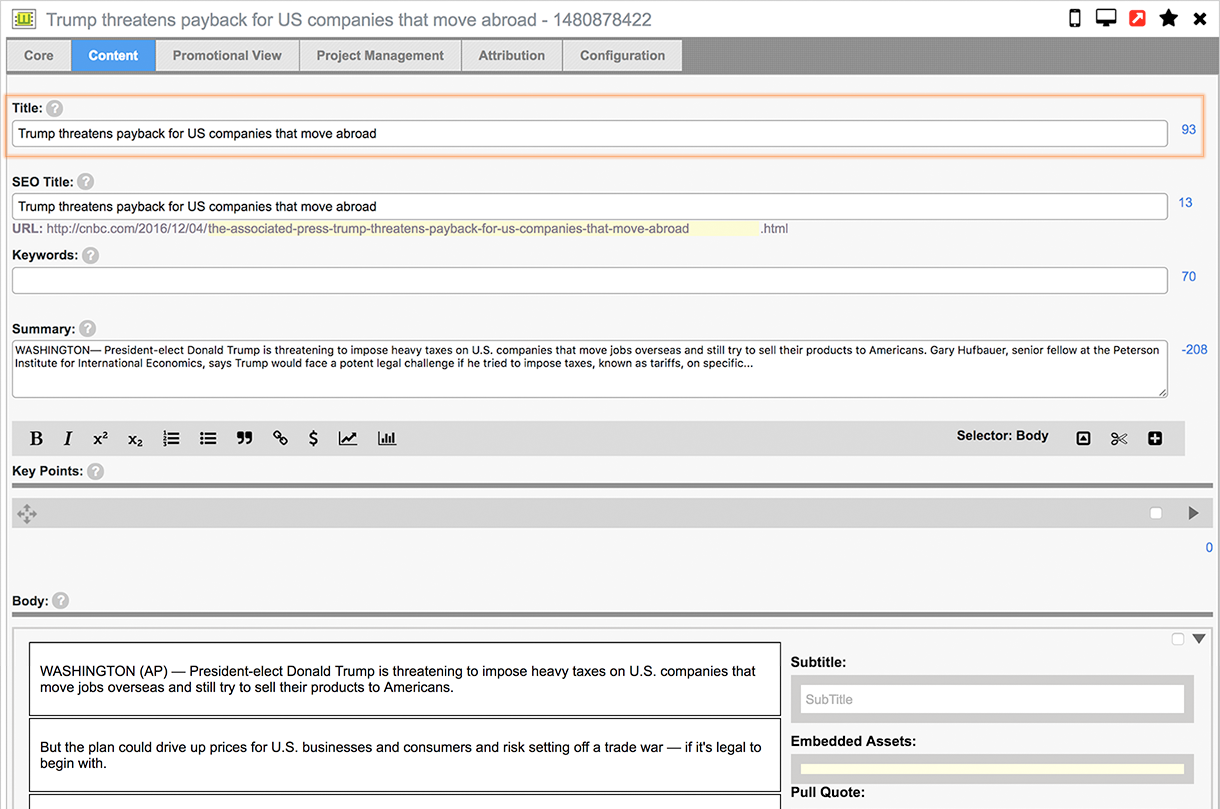 Trump threatens payback for US companies that move abroad - 1480878422
Core Content Promotional View Project Management Attribution Configuration
Title: ?
Trump threatens payback for US companies that move abroad 93
SEO Title: ?
Trump threatens payback for US companies that move abroad 13
URL: http://cnbc.com/2016/12/04/the-associated-press-trump-threatens-payback-for-us-companies-that-move-abroad .html
Keywords: ?
70
Summary: ?
WASHINGTON— President-elect Donald Trump is threatening to impose heavy taxes on U.S. companies that move jobs overseas and still try to sell their products to Americans. Gary Hufbauer, senior fellow at the Peterson
Institute for International Economics, says Trump would face a potent legal challenge if he tried to impose taxes, known as tariffs, on specific...
-208
B I x² x₂ $ Selector: Body
Key Points: ?
0
Body: ?
WASHINGTON (AP) — President-elect Donald Trump is threatening to impose heavy taxes on U.S. companies that
move jobs overseas and still try to sell their products to Americans.
But the plan could drive up prices for U.S. businesses and consumers and risk setting off a trade war — if it's legal to
begin with.
Subtitle:
SubTitle
Embedded Assets:
Pull Quote: